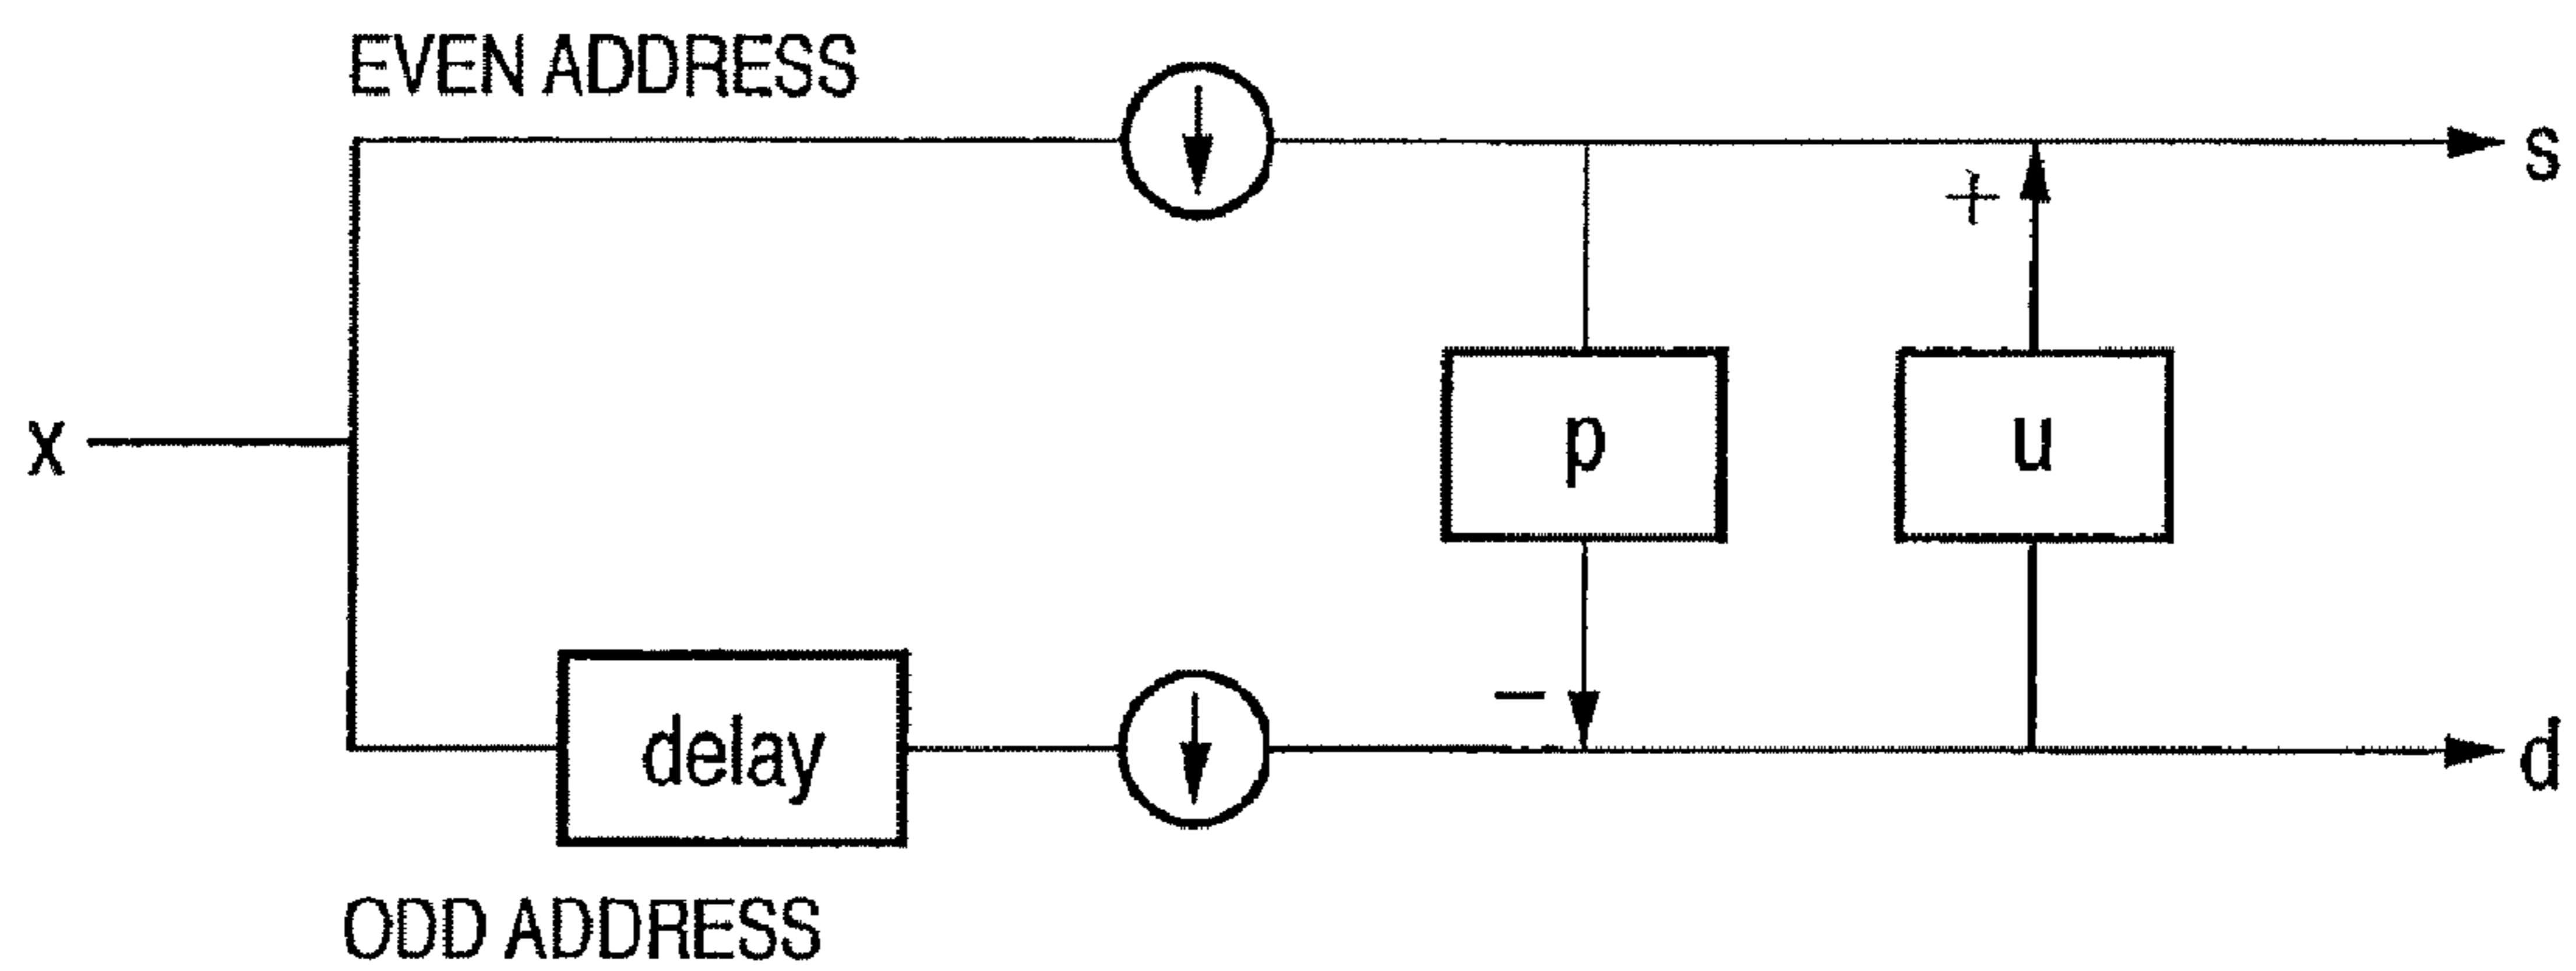 EVEN ADDRESS
s
+
x
p
u
−
delay
d
ODD ADDRESS